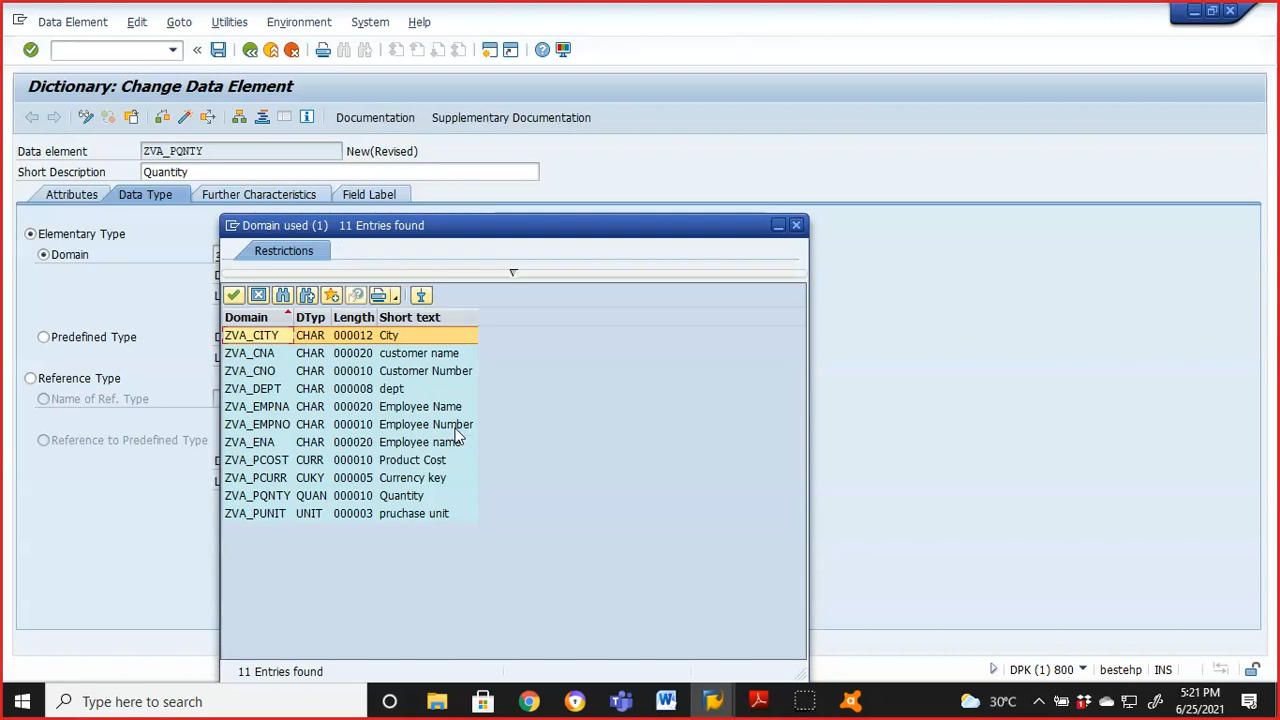 Data Element Edit Goto Utilities Environment System Help
Dictionary: Change Data Element
Documentation Supplementary Documentation
Data element ZVA_PQNTY New(Revised)
Short Description Quantity
Attributes Data Type Further Characteristics Field Label
Elementary Type
Domain
Predefined Type
Reference Type
Name of Ref. Type
Reference to Predefined Type
Domain used (1) 11 Entries found
Restrictions
Domain DTyp Length Short text
ZVA_CITY CHAR 000012 City
ZVA_CNA CHAR 000020 customer name
ZVA_CNO CHAR 000010 Customer Number
ZVA_DEPT CHAR 000008 dept
ZVA_EMPNA CHAR 000020 Employee Name
ZVA_EMPNO CHAR 000010 Employee Number
ZVA_ENA CHAR 000020 Employee name
ZVA_PCOST CURR 000010 Product Cost
ZVA_PCURR CUKY 000005 Currency key
ZVA_PQNTY QUAN 000010 Quantity
ZVA_PUNIT UNIT 000003 pruchase unit
11 Entries found
DPK (1) 800 bestehp INS
Type here to search
30°C
5:21 PM
6/25/2021